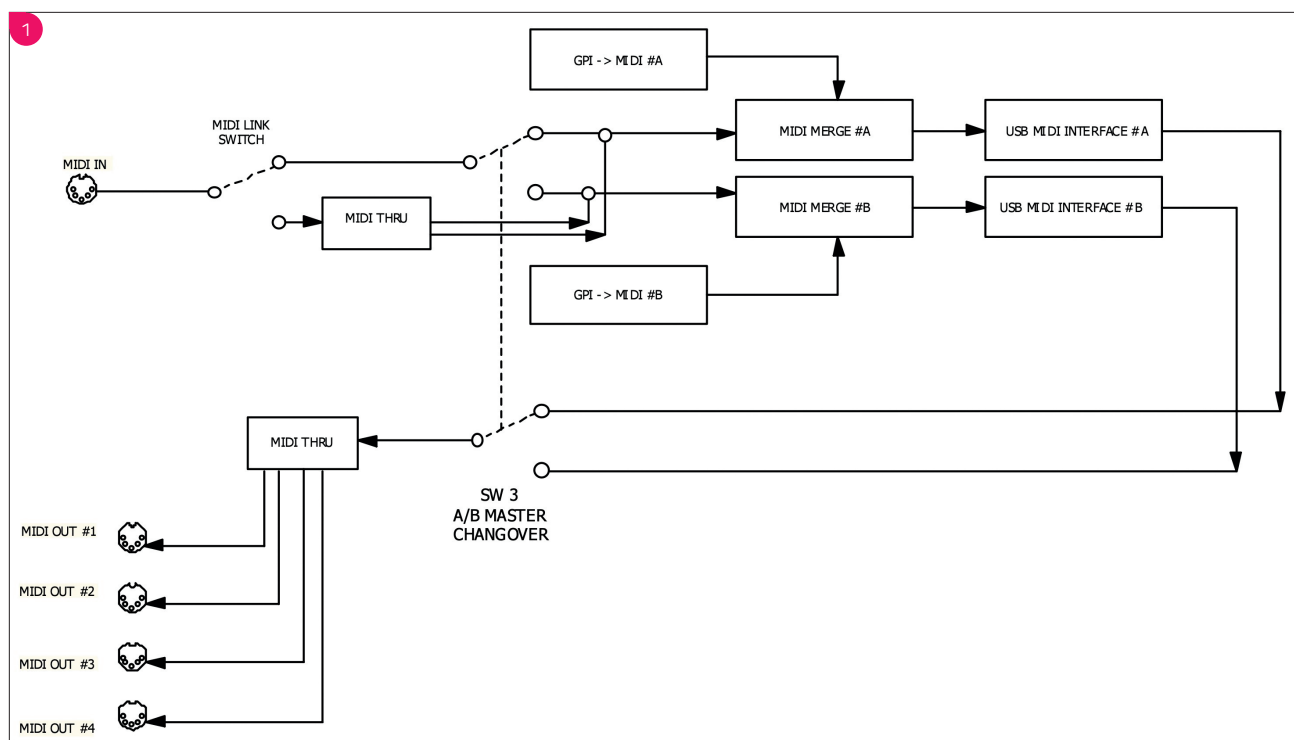 1
GPI -> MIDI #A
MIDI LINK
SWITCH
MIDI MERGE #A
USB MIDI INTERFACE #A
MIDI IN
MIDI THRU
MIDI MERGE #B
USB MIDI INTERFACE #B
GPI -> MIDI #B
MIDI THRU
SW 3
A/B MASTER
CHANGOVER
MIDI OUT #1
MIDI OUT #2
MIDI OUT #3
MIDI OUT #4